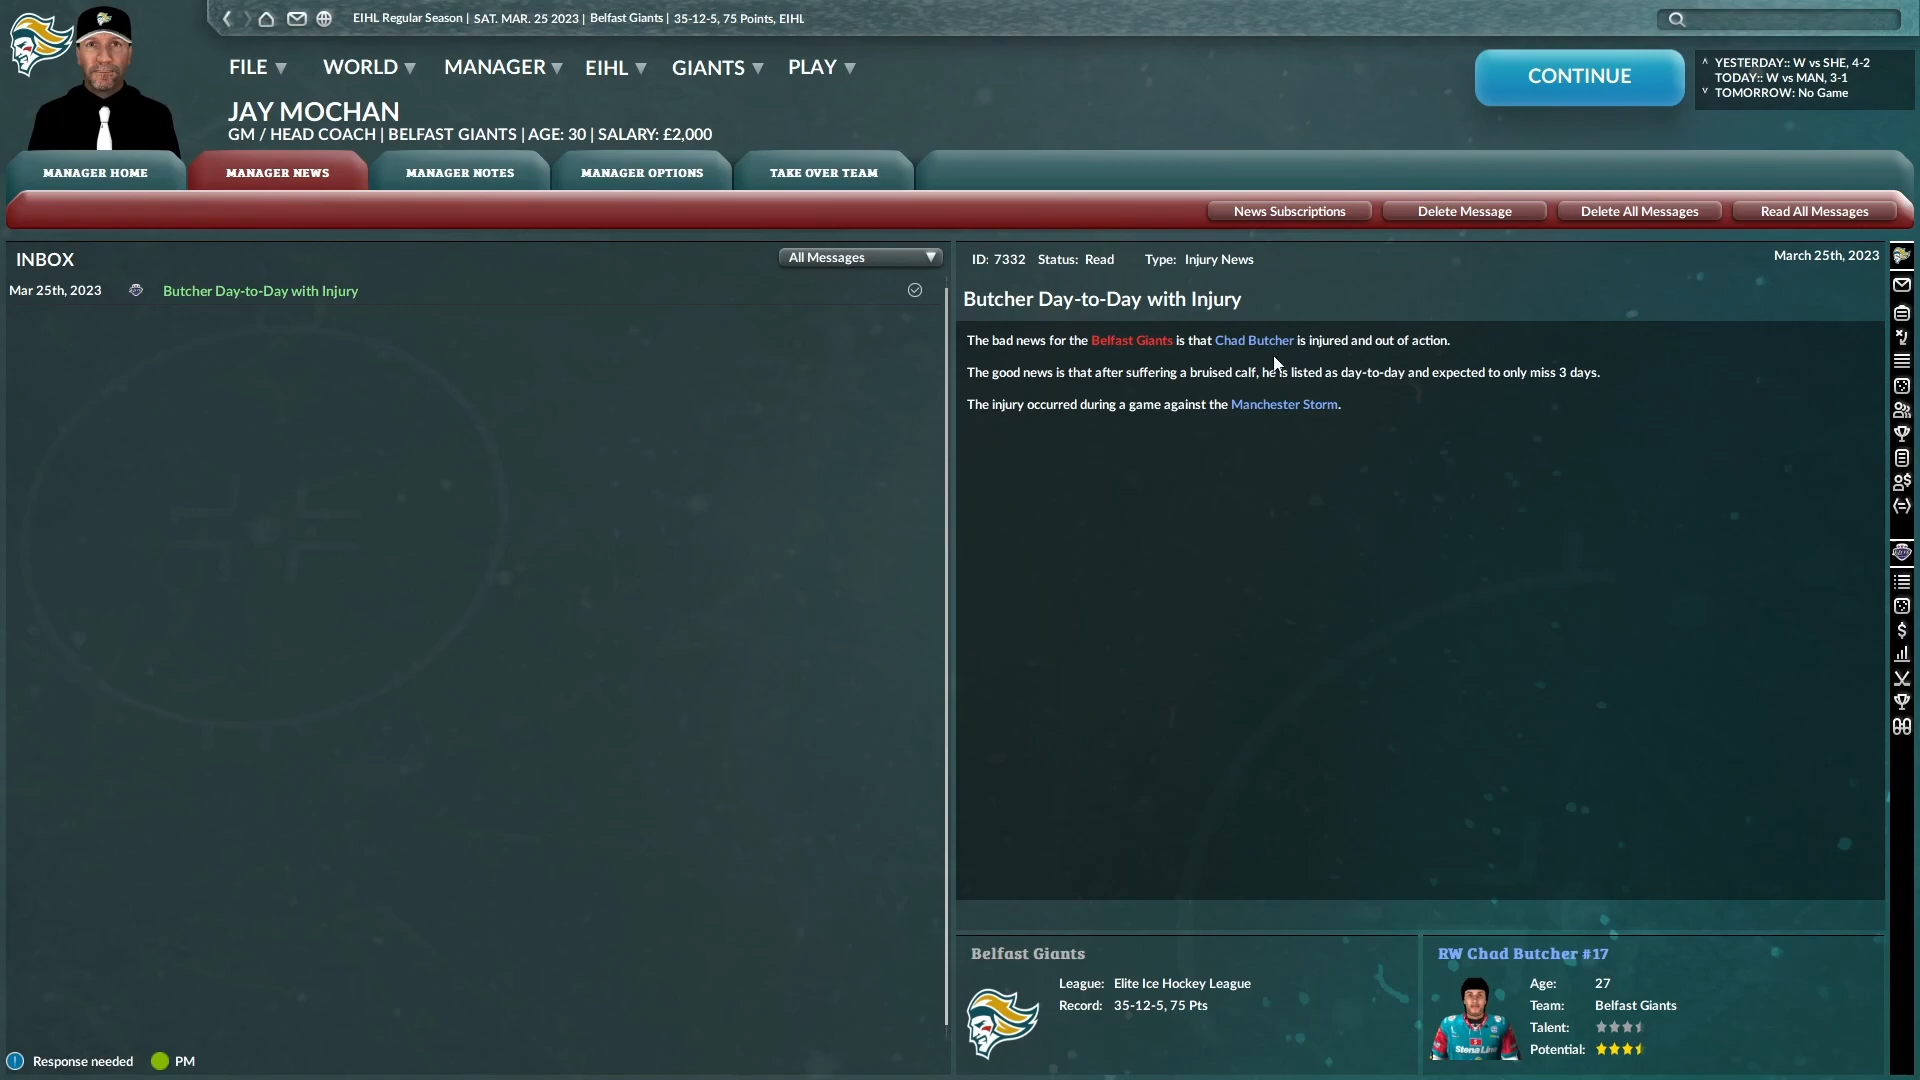 EIHL Regular Season | SAT. MAR. 25 2023 | Belfast Giants | 35-12-5, 75 Points, EIHL
FILE ▼ WORLD ▼ MANAGER ▼ EIHL ▼ GIANTS ▼ PLAY ▼
CONTINUE
YESTERDAY:: W vs SHE, 4-2
TODAY:: W vs MAN, 3-1
TOMORROW: No Game
JAY MOCHAN
GM / HEAD COACH | BELFAST GIANTS | AGE: 30 | SALARY: £2,000
MANAGER HOME
MANAGER NEWS
MANAGER NOTES
MANAGER OPTIONS
TAKE OVER TEAM
News Subscriptions
Delete Message
Delete All Messages
Read All Messages
INBOX
All Messages ▼
Mar 25th, 2023 Butcher Day-to-Day with Injury
ID: 7332 Status: Read Type: Injury News
March 25th, 2023
Butcher Day-to-Day with Injury
The bad news for the Belfast Giants is that Chad Butcher is injured and out of action.
The good news is that after suffering a bruised calf, he is listed as day-to-day and expected to only miss 3 days.
The injury occurred during a game against the Manchester Storm.
Belfast Giants
League: Elite Ice Hockey League
Record: 35-12-5, 75 Pts
RW Chad Butcher #17
Age: 27
Team: Belfast Giants
Talent:
Potential:
Stena Line
Response needed
PM